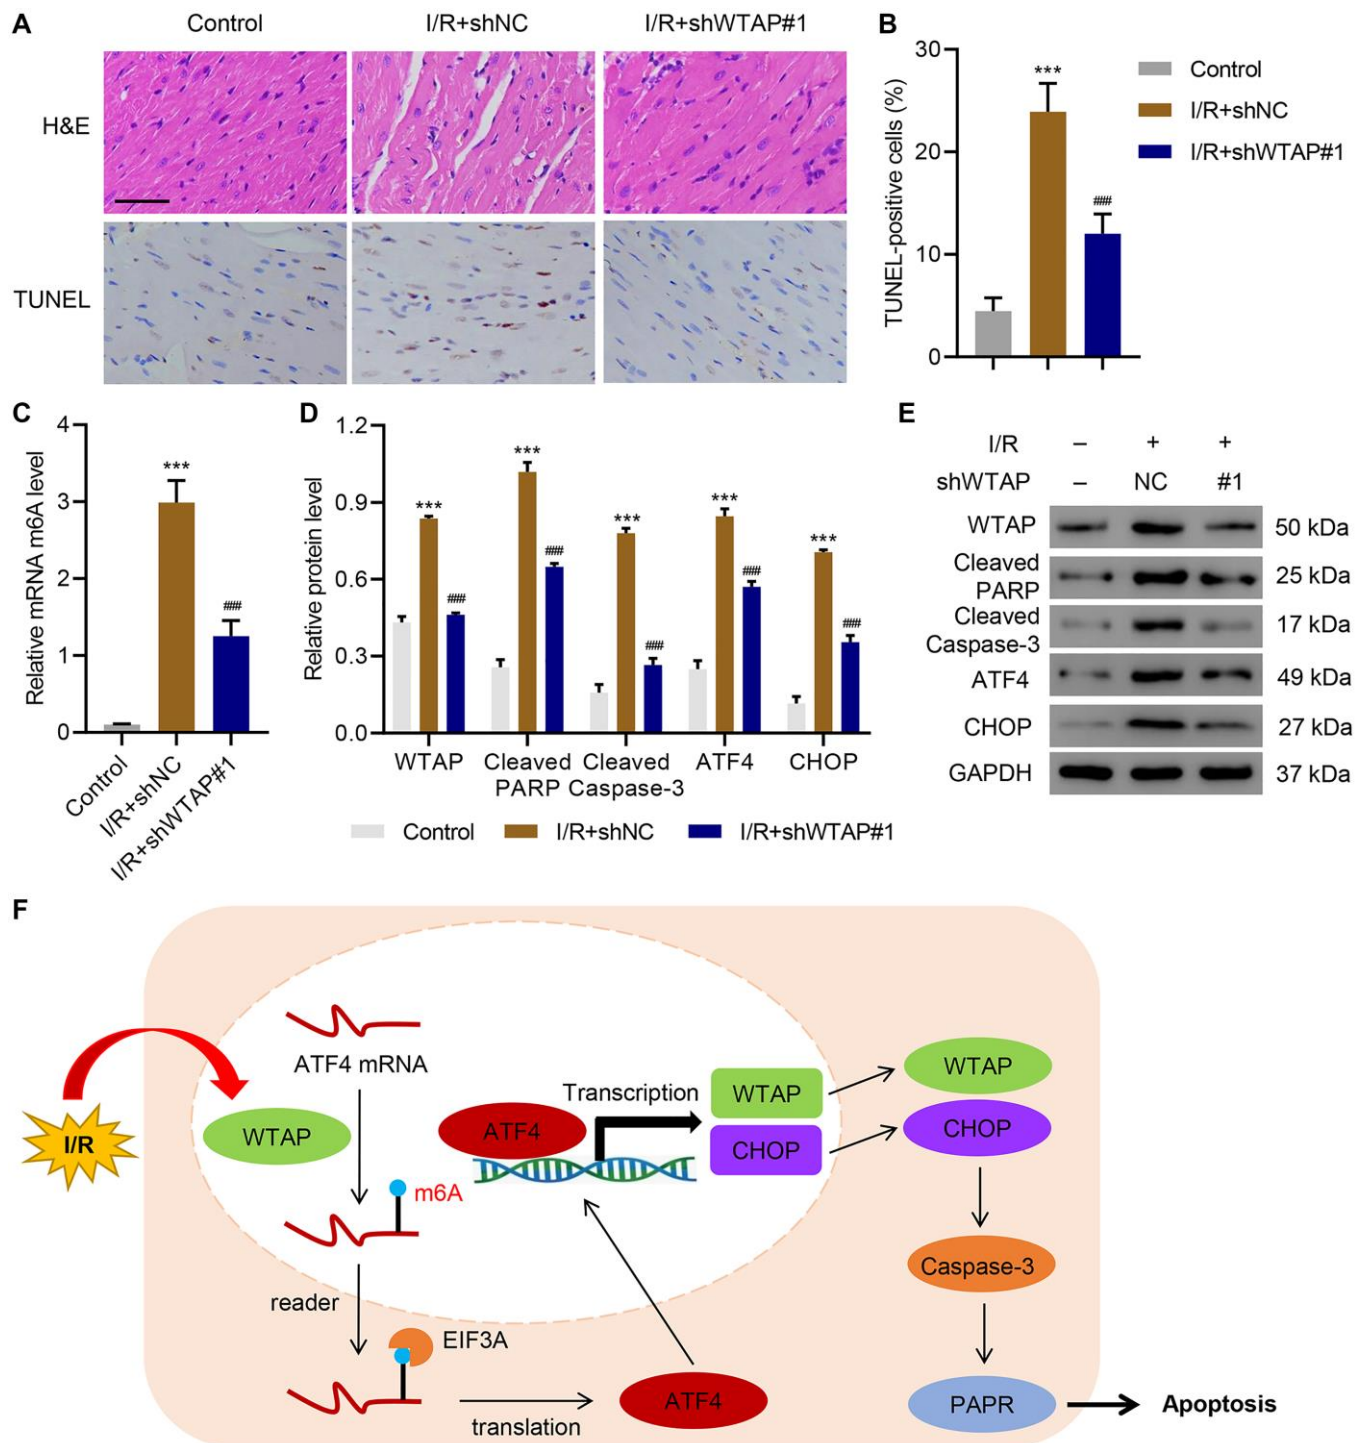 A
Control
I/R+shNC
I/R+shWTAP#1
H&E
TUNEL
B
30
20
10
0
TUNEL-positive cells (%)
***
###
Control
I/R+shNC
I/R+shWTAP#1
C
4
3
2
1
0
Relative mRNA m6A level
***
###
Control
I/R+shNC
I/R+shWTAP#1
D
1.2
0.9
0.6
0.3
0.0
Relative protein level
***
###
***
###
***
###
***
###
***
###
WTAP
Cleaved
PARP
Cleaved
Caspase-3
ATF4
CHOP
Control
I/R+shNC
I/R+shWTAP#1
E
I/R – + +
shWTAP – NC #1
WTAP 50 kDa
Cleaved
PARP 25 kDa
Cleaved
Caspase-3 17 kDa
ATF4 49 kDa
CHOP 27 kDa
GAPDH 37 kDa
F
I/R
ATF4 mRNA
WTAP
m6A
reader
EIF3A
translation
ATF4
ATF4
Transcription
WTAP
CHOP
WTAP
CHOP
Caspase-3
PAPR
Apoptosis